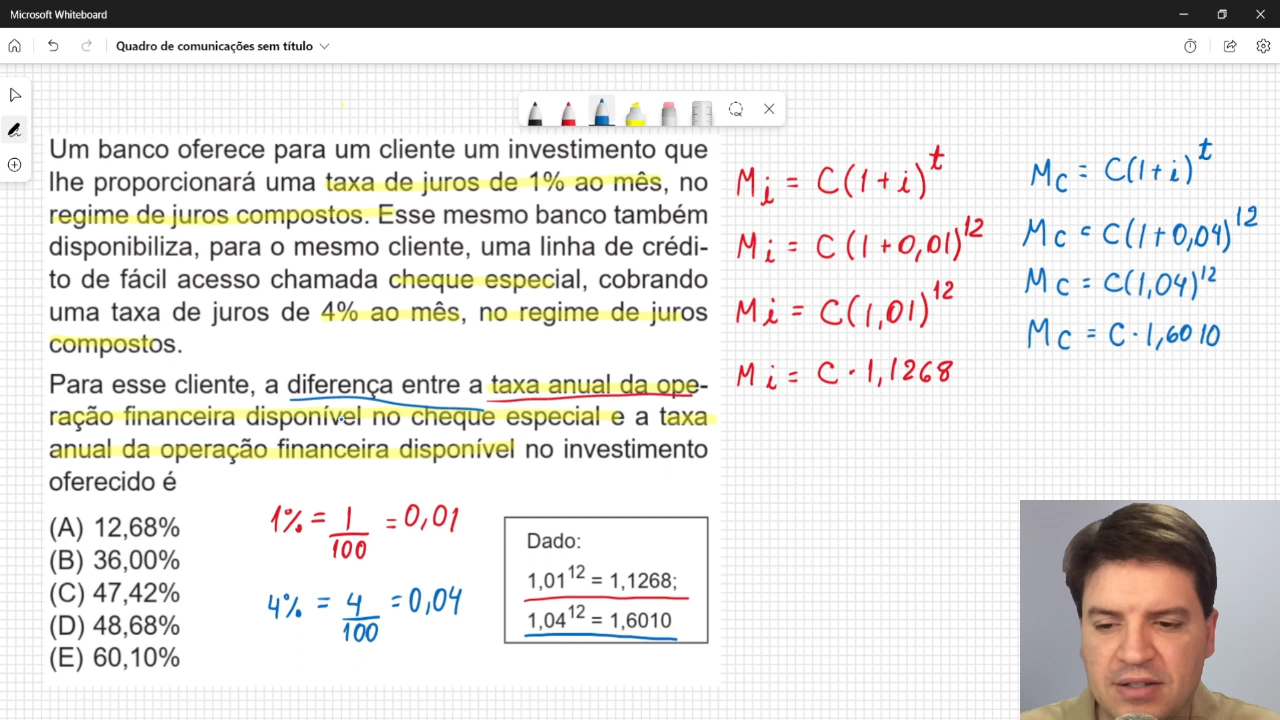 Microsoft Whiteboard
Quadro de comunicações sem título
Um banco oferece para um cliente um investimento que
lhe proporcionará uma taxa de juros de 1% ao mês, no
regime de juros compostos. Esse mesmo banco também
disponibiliza, para o mesmo cliente, uma linha de crédi-
to de fácil acesso chamada cheque especial, cobrando
uma taxa de juros de 4% ao mês, no regime de juros
compostos.
Para esse cliente, a diferença entre a taxa anual da ope-
ração financeira disponível no cheque especial e a taxa
anual da operação financeira disponível no investimento
oferecido é
(A) 12,68%
(B) 36,00%
(C) 47,42%
(D) 48,68%
(E) 60,10%
1% = 1/100 = 0,01
4% = 4/100 = 0,04
Dado:
1,01^12 = 1,1268;
1,04^12 = 1,6010
Mi = C(1+i)^t
Mi = C(1+0,01)^12
Mi = C(1,01)^12
Mi = C·1,1268
Mc = C(1+i)^t
Mc = C(1+0,04)^12
Mc = C(1,04)^12
Mc = C·1,6010